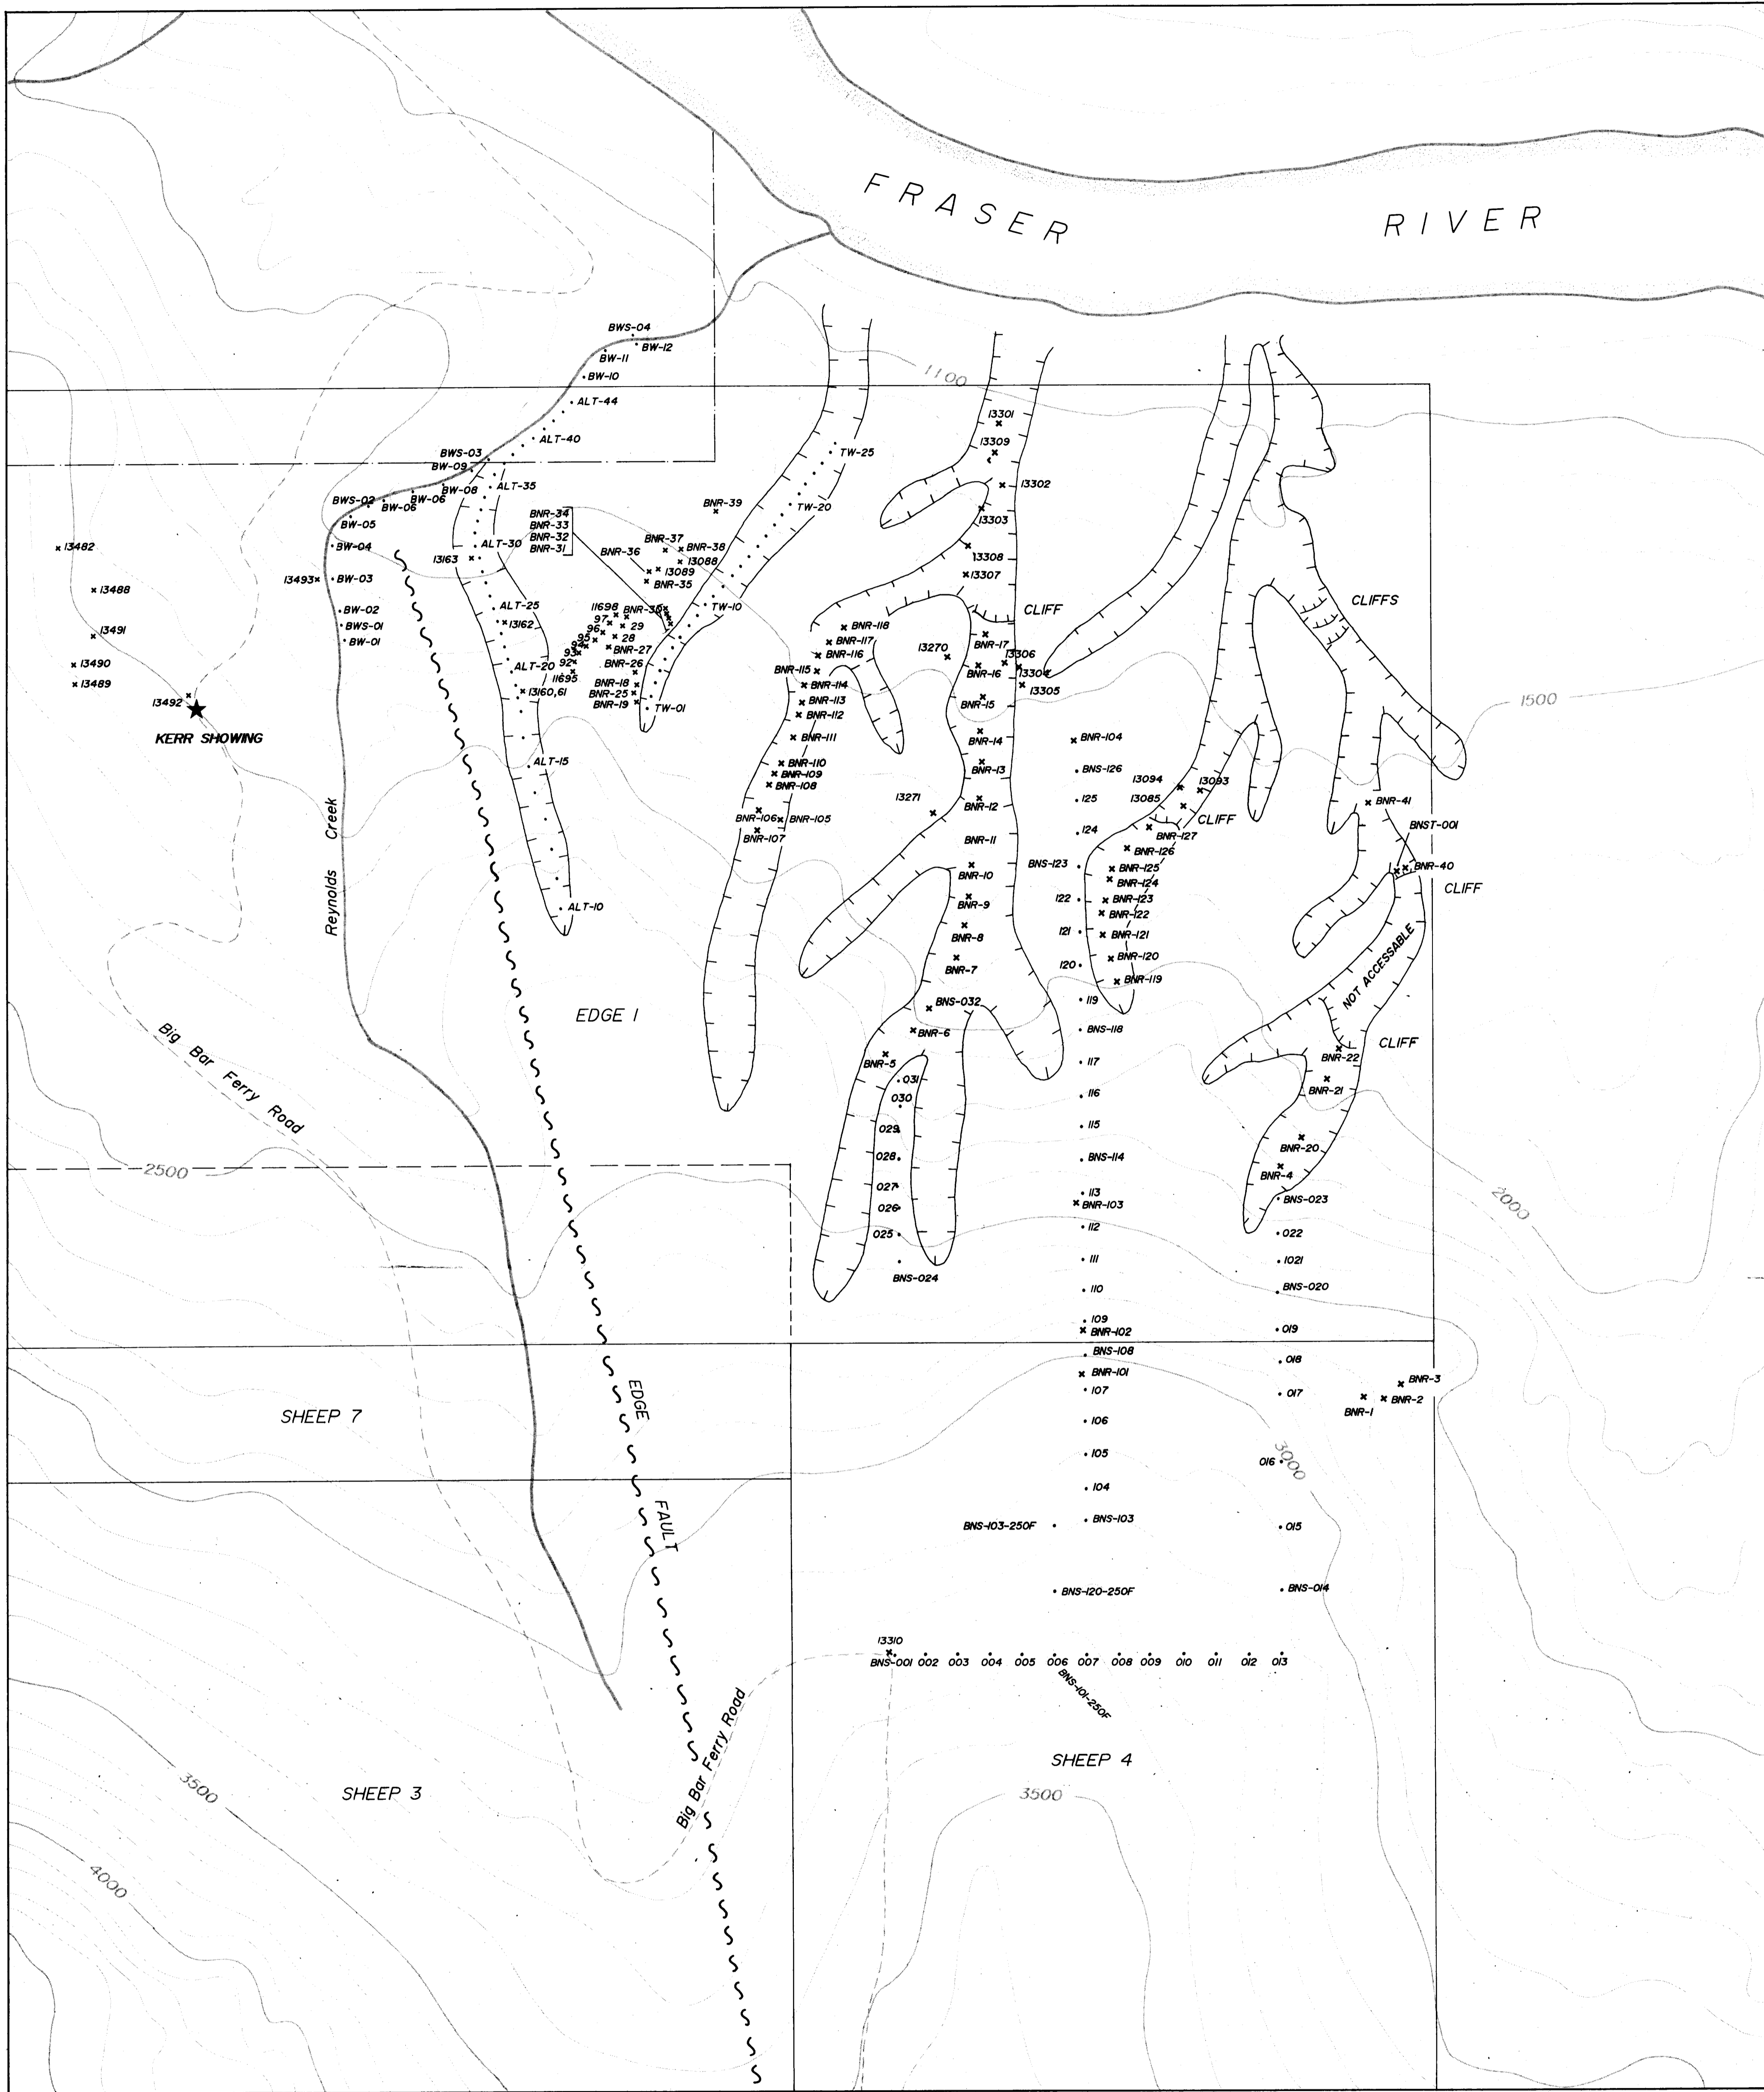 FRASER RIVER
BWS-04
BW-12
BW-11
BW-10
1100
ALT-44
13301
ALT-40
13309
BWS-03
TW-25
BW-09
13302
BW-08
ALT-35
BW-06
BWS-02
BW-06
BNR-39
TW-20
BNR-34
BNR-33
BNR-32
BNR-31
BW-05
13303
BNR-37
BW-04
ALT-30
BNR-38
13482
BNR-36
13163
13088
13308
13089
13307
13493
BW-03
BNR-35
13488
CLIFFS
ALT-25
11698
BNR-30
TW-10
CLIFF
BW-02
97
13162
29
BWS-01
96
28
BNR-118
13491
BW-01
95
BNR-17
94
BNR-117
BNR-27
93
13270
13306
BNR-116
92
BNR-26
13490
ALT-20
BNR-115
BNR-16
13304
11695
13489
BNR-18
BNR-114
13305
13160,61
BNR-25
13492
BNR-19
BNR-113
BNR-15
1500
TW-01
BNR-112
KERR SHOWING
BNR-111
BNR-14
BNR-104
ALT-15
BNR-110
BNR-13
BNS-126
BNR-109
13094
13093
BNR-108
13271
125
13085
BNR-41
BNR-12
BNR-106
BNR-105
CLIFF
BNST-001
Reynolds Creek
BNR-107
BNR-11
124
BNR-127
BNR-126
BNS-123
BNR-125
BNR-40
BNR-10
BNR-124
CLIFF
ALT-10
BNR-9
122
BNR-123
BNR-122
BNR-8
121
BNR-121
NOT ACCESSABLE
BNR-7
120
BNR-120
BNR-119
BNS-032
119
EDGE 1
BNR-6
BNS-118
Big Bar Ferry Road
CLIFF
BNR-5
117
BNR-22
031
BNR-21
030
116
029
115
BNR-20
028
BNS-114
2500
BNR-4
027
113
BNS-023
2000
026
BNR-103
025
112
022
111
1021
BNS-024
110
BNS-020
109
019
BNR-102
BNS-108
018
BNR-101
BNR-3
107
017
BNR-2
BNR-1
EDGE FAULT
SHEEP 7
106
105
016
3000
104
BNS-103-250F
BNS-103
015
BNS-120-250F
BNS-014
13310
BNS-001 002 003 004 005 006 007 008 009 010 011 012 013
BNS-101-250F
Big Bar Ferry Road
SHEEP 4
3500
SHEEP 3
3500
4000